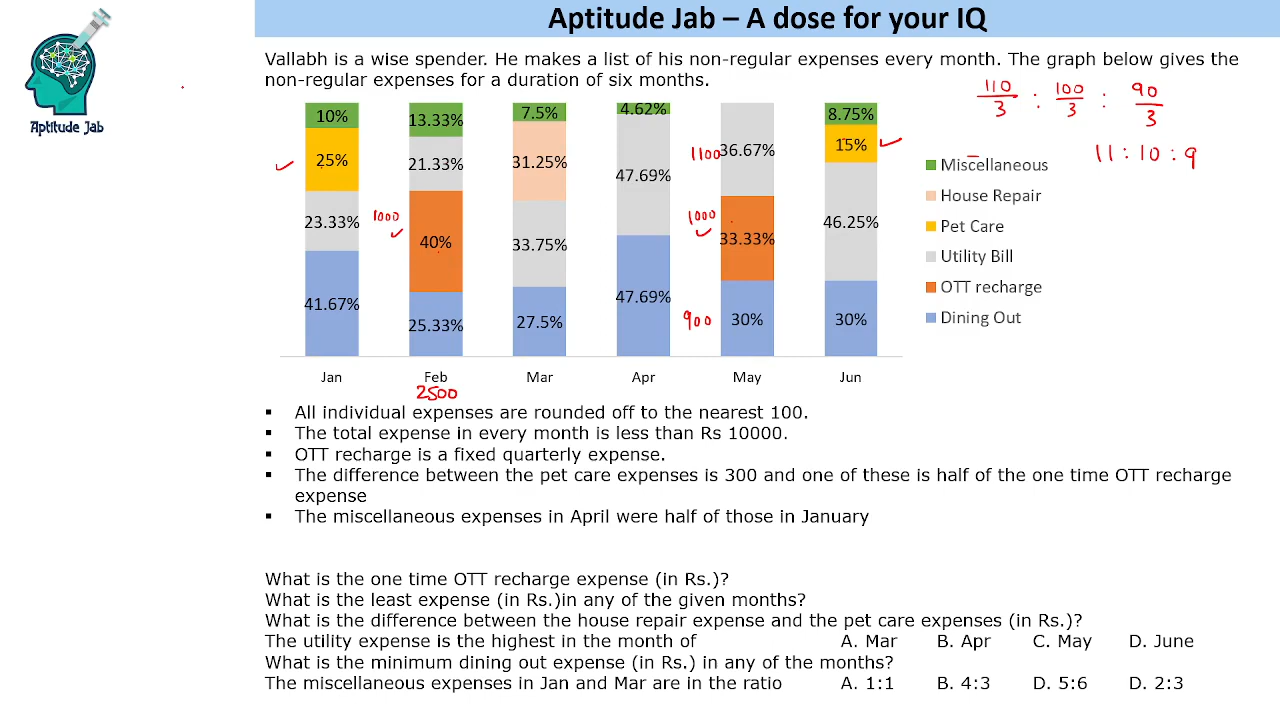 Aptitude Jab – A dose for your IQ
Aptitude Jab
Vallabh is a wise spender. He makes a list of his non-regular expenses every month. The graph below gives the
non-regular expenses for a duration of six months.
110/3 : 100/3 : 90/3
11 : 10 : 9
10% 13.33% 7.5% 4.62% 36.67% 8.75%
25% 21.33% 31.25% 47.69% 1100 15%
23.33% 1000 40% 33.75% 1000 33.33% 46.25%
41.67% 25.33% 27.5% 47.69% 900 30% 30%
Miscellaneous
House Repair
Pet Care
Utility Bill
OTT recharge
Dining Out
Jan Feb Mar Apr May Jun
2500
▪ All individual expenses are rounded off to the nearest 100.
▪ The total expense in every month is less than Rs 10000.
▪ OTT recharge is a fixed quarterly expense.
▪ The difference between the pet care expenses is 300 and one of these is half of the one time OTT recharge
expense
▪ The miscellaneous expenses in April were half of those in January
What is the one time OTT recharge expense (in Rs.)?
What is the least expense (in Rs.)in any of the given months?
What is the difference between the house repair expense and the pet care expenses (in Rs.)?
The utility expense is the highest in the month of A. Mar B. Apr C. May D. June
What is the minimum dining out expense (in Rs.) in any of the months?
The miscellaneous expenses in Jan and Mar are in the ratio A. 1:1 B. 4:3 D. 5:6 D. 2:3